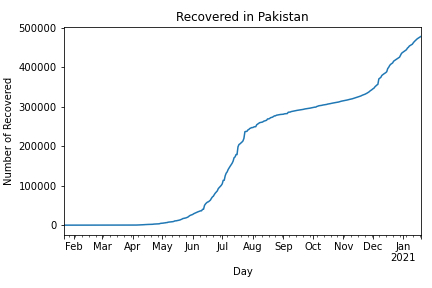 Recovered in Pakistan
Number of Recovered
500000
400000
300000
200000
100000
0
Feb Mar Apr May Jun Jul Aug Sep Oct Nov Dec Jan
2021
Day